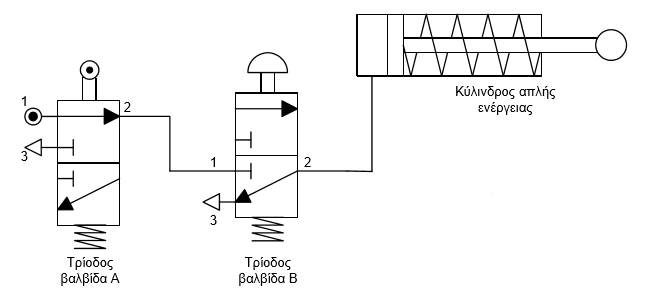 Κύλινδρος απλής
ενέργειας
1
2
3
1
2
3
Τρίοδος
βαλβίδα Α
Τρίοδος
βαλβίδα Β